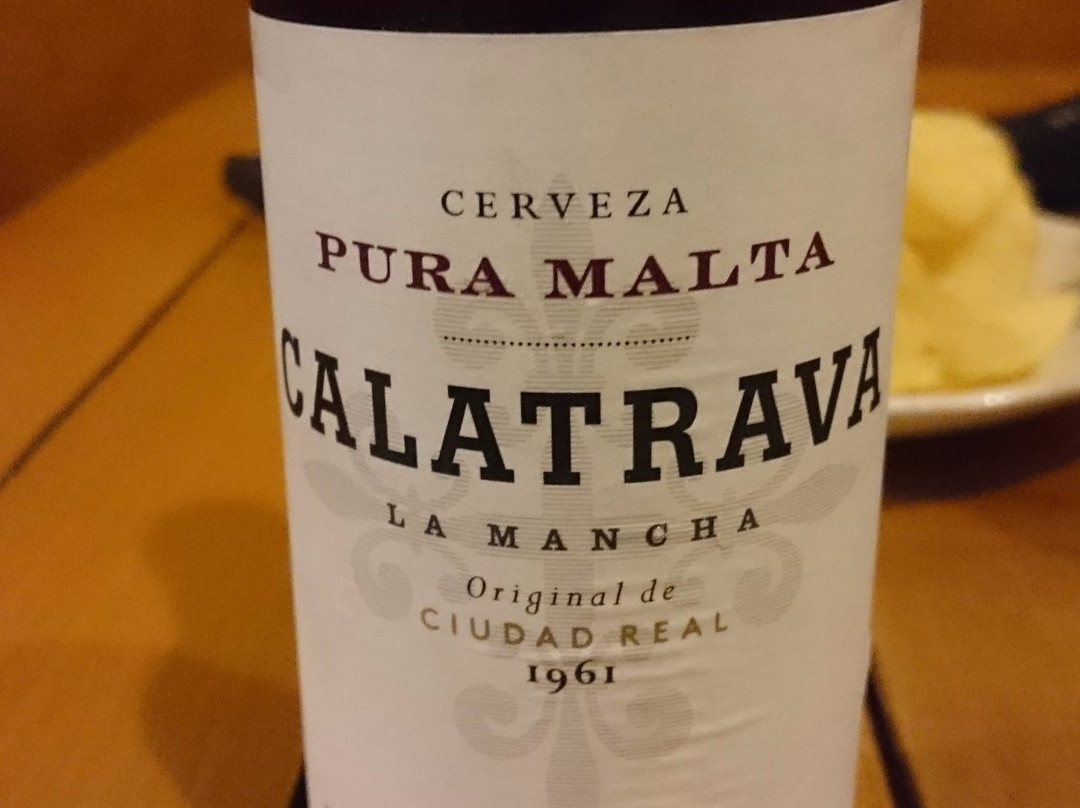 CERVEZA
PURA MALTA
CALATRAVA
LA MANCHA
Original de
CIUDAD REAL
1961